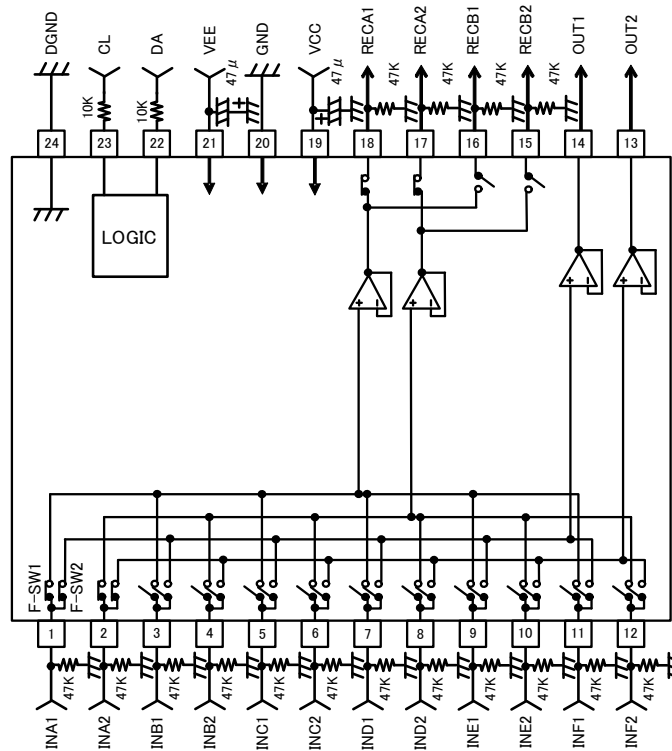 DGND
CL
DA
VEE
GND
VCC
RECA1
RECA2
RECB1
RECB2
OUT1
OUT2
10K
10K
47μ
47μ
47K
47K
47K
47K
24
23
22
21
20
19
18
17
16
15
14
13
LOGIC
+
+
+
-
+
-
+
-
+
-
F-SW1
F-SW2
1
2
3
4
5
6
7
8
9
10
11
12
47K
47K
47K
47K
47K
47K
47K
47K
47K
47K
47K
47K
INA1
INA2
INB1
INB2
INC1
INC2
IND1
IND2
INE1
INE2
INF1
INF2